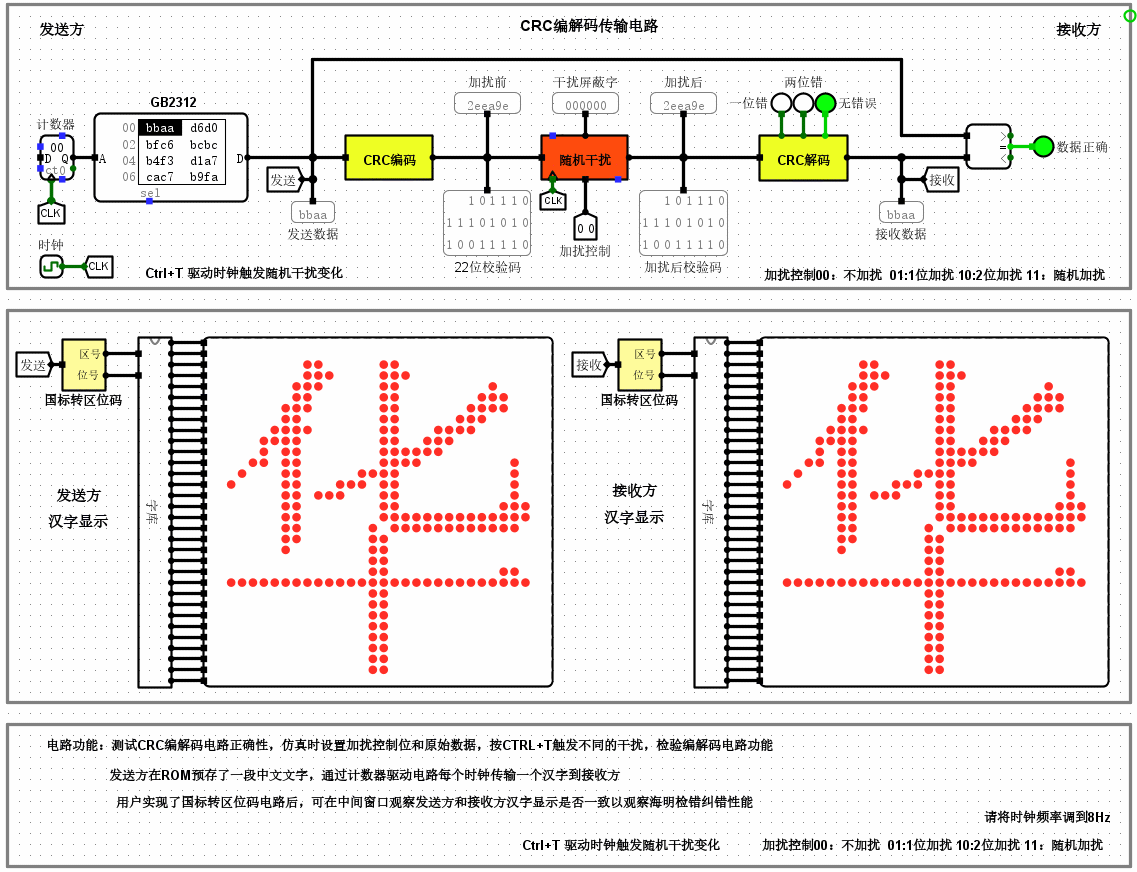 发送方
CRC编解码传输电路
接收方
加扰前
干扰屏蔽字
加扰后
两位错
GB2312
2eea9e
000000
2eea9e
一位错
无错误
计数器
00
D Q
ct0
A
00 bbaa d6d0
02 bfc6 bcbc
04 b4f3 d1a7
06 cac7 b9fa
sel
D
CRC编码
随机干扰
CRC解码
>
=
<
数据正确
发送
CLK
接收
CLK
bbaa
发送数据
1 0 1 1 1 0
1 1 1 0 1 0 1 0
1 0 0 1 1 1 1 0
22位校验码
0 0
加扰控制
1 0 1 1 1 0
1 1 1 0 1 0 1 0
1 0 0 1 1 1 1 0
加扰后校验码
bbaa
接收数据
时钟
CLK
Ctrl+T 驱动时钟触发随机干扰变化
加扰控制00：不加扰 01:1位加扰 10:2位加扰 11：随机加扰
发送
区号
位号
国标转区位码
发送方
汉字显示
字库
华
接收
区号
位号
国标转区位码
接收方
汉字显示
字库
华
电路功能：测试CRC编解码电路正确性，仿真时设置加扰控制位和原始数据，按CTRL+T触发不同的干扰，检验编解码电路功能
发送方在ROM预存了一段中文文字，通过计数器驱动电路每个时钟传输一个汉字到接收方
用户实现了国标转区位码电路后，可在中间窗口观察发送方和接收方汉字显示是否一致以观察海明检错纠错性能
请将时钟频率调到8Hz
Ctrl+T 驱动时钟触发随机干扰变化
加扰控制00：不加扰 01:1位加扰 10:2位加扰 11：随机加扰